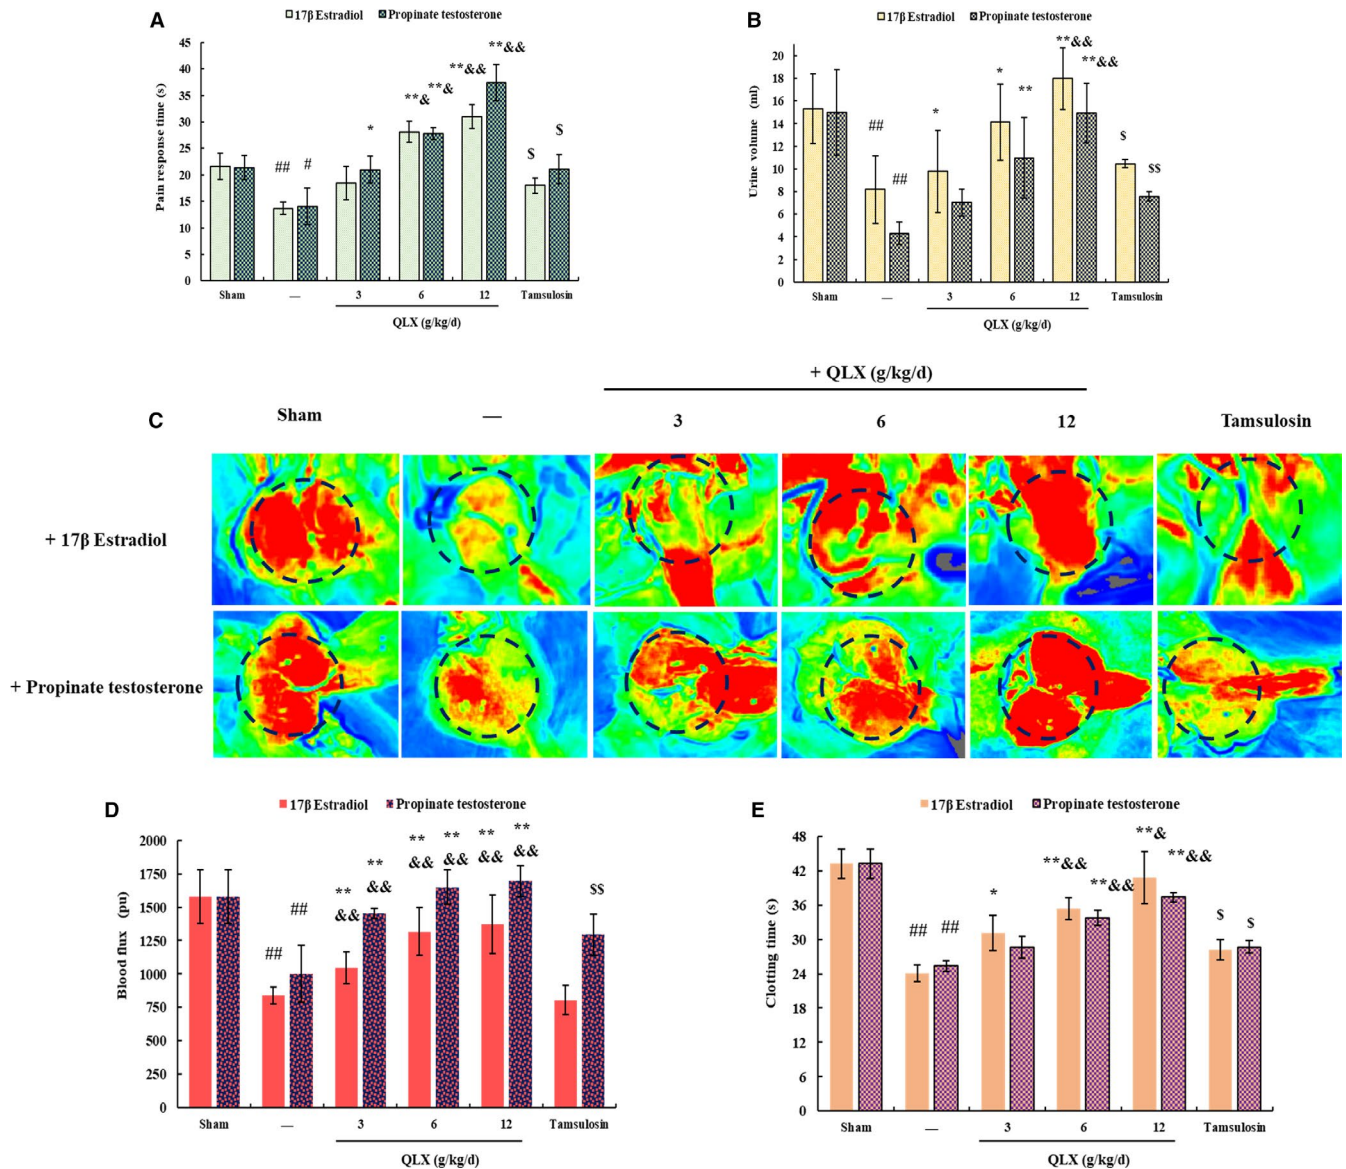 A
17β Estradiol Propinate testosterone
Pain response time (s)
45
40
35
30
25
20
15
10
5
0
## # * **& **& **&& **&& $ $
Sham — 3 6 12 Tamsulosin
QLX (g/kg/d)
B
17β Estradiol Propinate testosterone
Urine volume (ml)
20
18
16
14
12
10
8
6
4
2
0
## ## * * ** **&& **&& $ $$
Sham — 3 6 12 Tamsulosin
QLX (g/kg/d)
+ QLX (g/kg/d)
C Sham — 3 6 12 Tamsulosin
+ 17β Estradiol
+ Propinate testosterone
D
17β Estradiol Propinate testosterone
Blood flux (pu)
2000
1750
1500
1250
1000
750
500
250
0
## ## ** && ** && ** && ** && ** && ** && $$
Sham — 3 6 12 Tamsulosin
QLX (g/kg/d)
E
17β Estradiol Propinate testosterone
Clotting time (s)
48
42
36
30
24
18
12
6
0
## ## * **&& **&& **& **&& $ $
Sham — 3 6 12 Tamsulosin
QLX (g/kg/d)